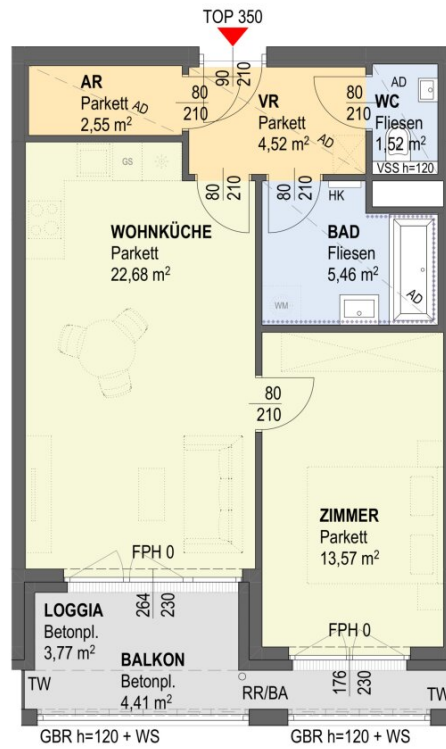 TOP 350
AR
Parkett
2,55 m²
AD
80
210
90
210
VR
Parkett
4,52 m²
AD
80
210
AD
WC
Fliesen
1,52 m²
VSS h=120
GS
80
210
80
210
HK
WOHNKÜCHE
Parkett
22,68 m²
BAD
Fliesen
5,46 m²
WM
AD
80
210
ZIMMER
Parkett
13,57 m²
FPH 0
264
230
LOGGIA
Betonpl.
3,77 m²
BALKON
Betonpl.
4,41 m²
FPH 0
176
230
TW
RR/BA
TW
GBR h=120 + WS
GBR h=120 + WS